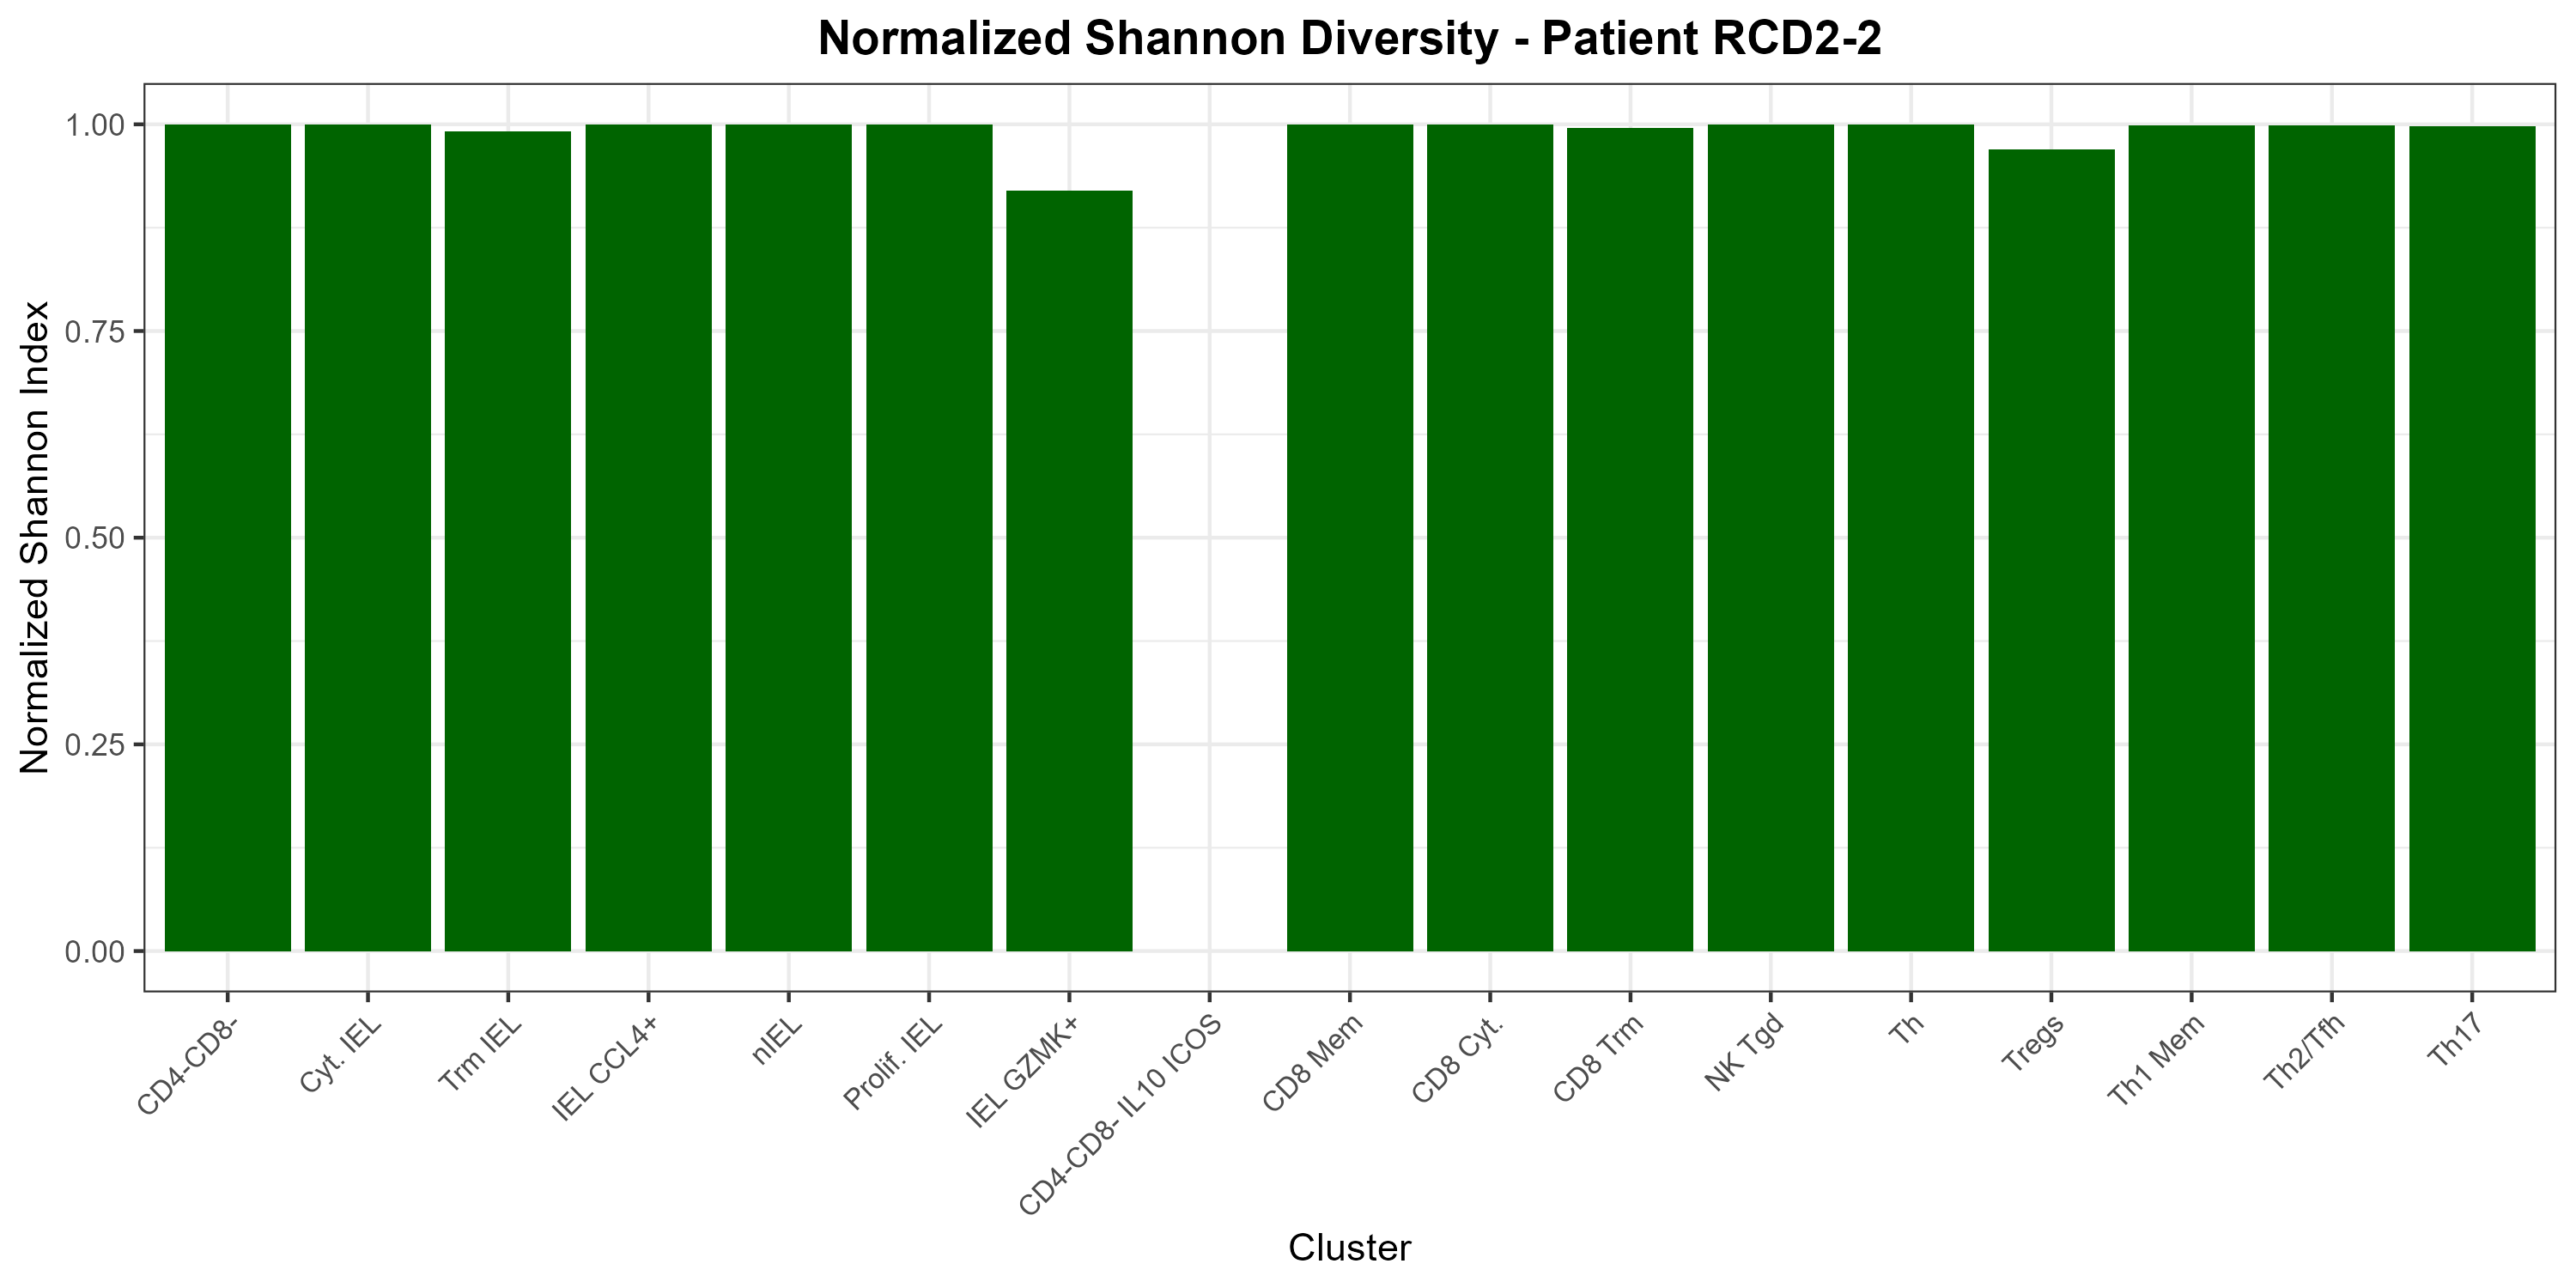 Normalized Shannon Diversity - Patient RCD2-2
Normalized Shannon Index
1.00
0.75
0.50
0.25
0.00
CD4-CD8-
Cyt. IEL
Trm IEL
IEL CCL4+
nIEL
Prolif. IEL
IEL GZMK+
CD4-CD8- IL10 ICOS
CD8 Mem
CD8 Cyt.
CD8 Trm
NK Tgd
Th
Tregs
Th1 Mem
Th2/Tfh
Th17
Cluster